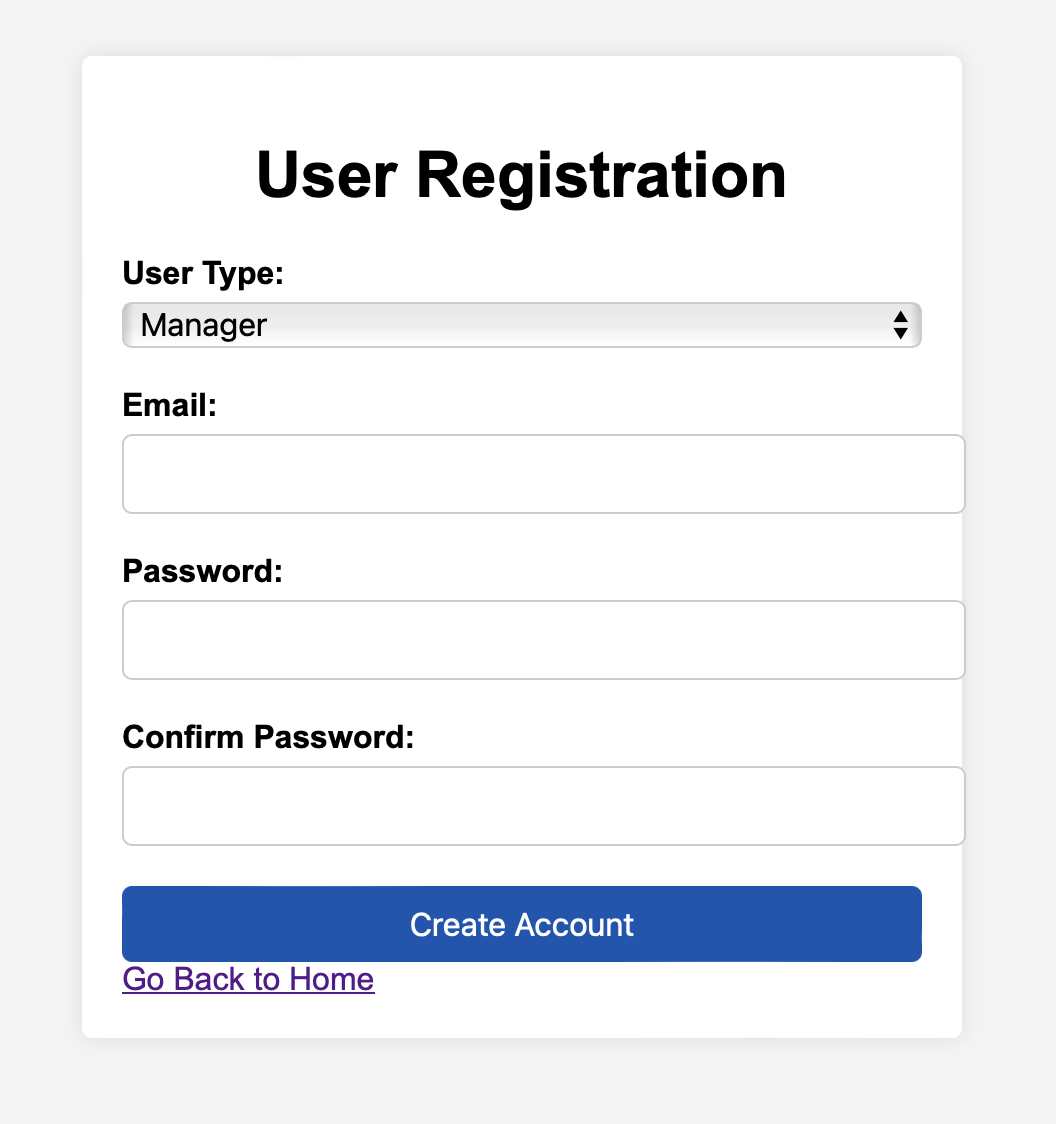 User Registration
User Type:
Manager
Email:
Password:
Confirm Password:
Create Account
Go Back to Home